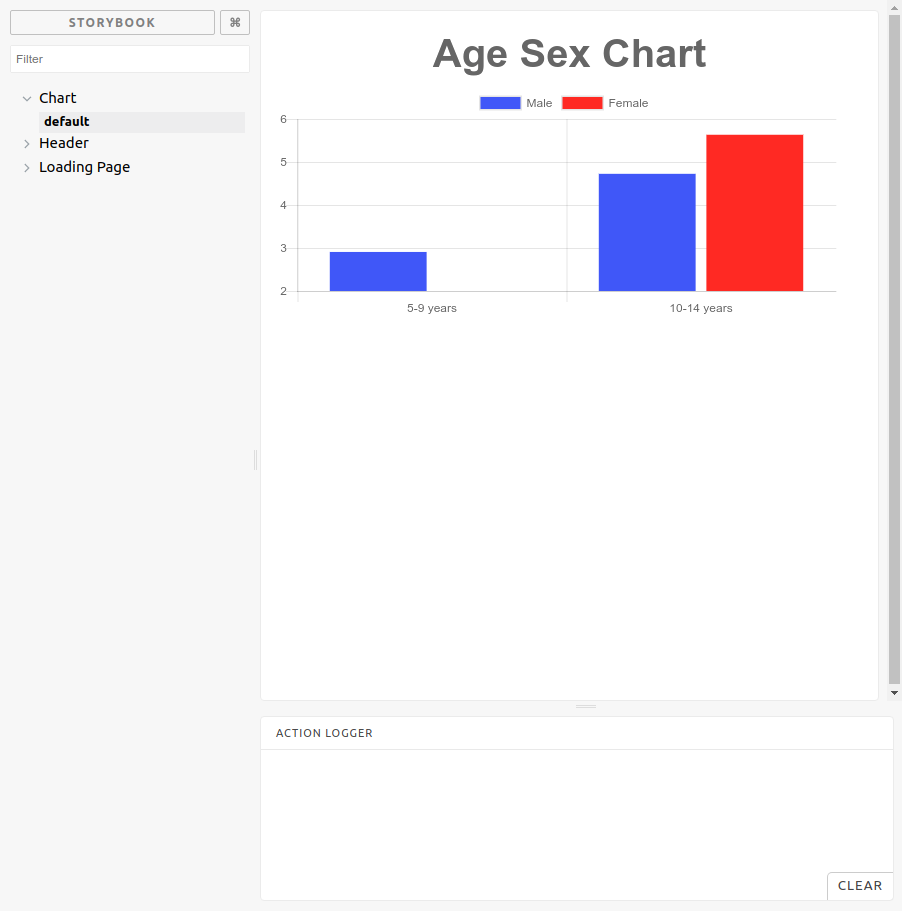 STORYBOOK ⌘
Filter
Chart
default
Header
Loading Page
Age Sex Chart
Male Female
6
5
4
3
2
5-9 years 10-14 years
ACTION LOGGER
CLEAR